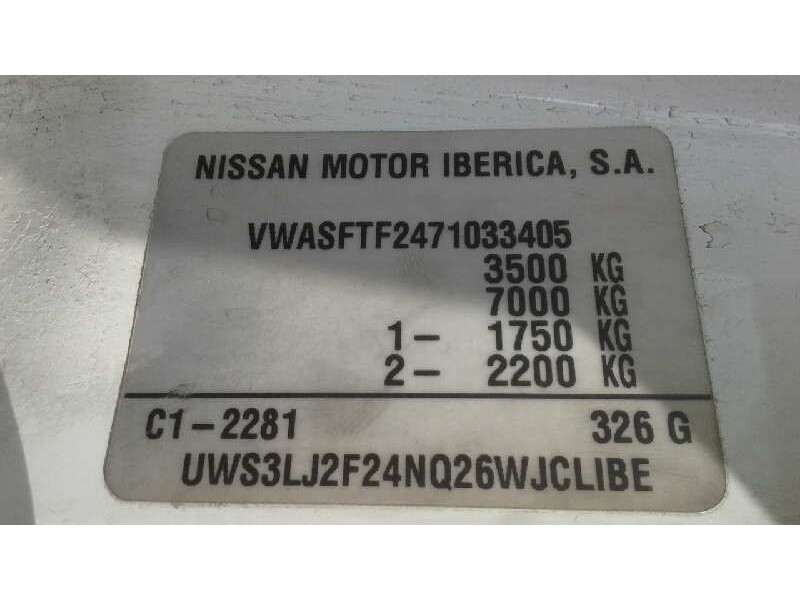 NISSAN MOTOR IBERICA, S.A.
VWASFTF2471033405
3500 KG
7000 KG
1- 1750 KG
2- 2200 KG
C1-2281 326 G
UWS3LJ2F24NQ26WJCLIBE